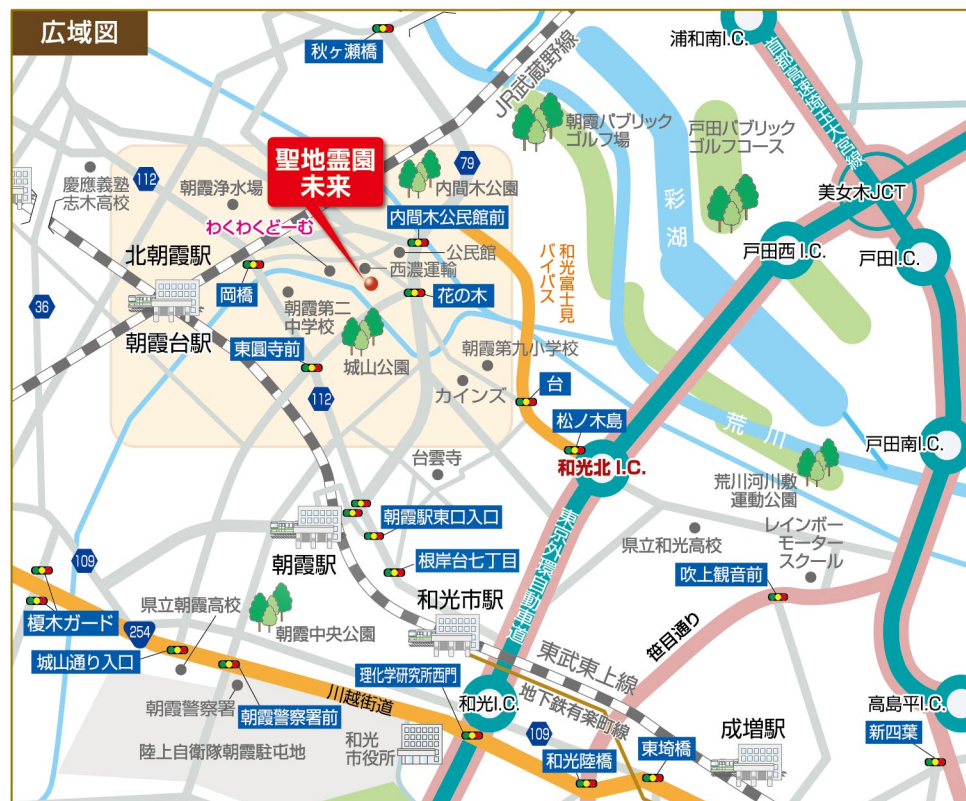 広域図
秋ヶ瀬橋
浦和南I.C.
首都高速埼玉大宮線
JR武蔵野線
朝霞パブリック
ゴルフ場
戸田パブリック
ゴルフコース
聖地霊園
未来
79
内間木公園
慶應義塾
志木高校
112
朝霞浄水場
わくわくどーむ
内間木公民館前
公民館
西濃運輸
和光富士見
バイパス
彩湖
美女木JCT
戸田西I.C.
戸田I.C.
北朝霞駅
岡橋
花の木
36
朝霞台駅
朝霞第二
中学校
東圓寺前
城山公園
朝霞第九小学校
カインズ
台
112
松ノ木島
和光北I.C.
荒川
戸田南I.C.
台雲寺
荒川河川敷
運動公園
朝霞駅東口入口
朝霞駅
東京外環自動車道
県立和光高校
レインボー
モーター
スクール
根岸台七丁目
吹上観音前
109
榎木ガード
県立朝霞高校
朝霞中央公園
和光市駅
笹目通り
254
城山通り入口
理化学研究所西門
東武東上線
地下鉄有楽町線
川越街道
和光I.C.
朝霞警察署
朝霞警察署前
陸上自衛隊朝霞駐屯地
和光
市役所
109
和光陸橋
東埼橋
成増駅
高島平I.C.
新四葉